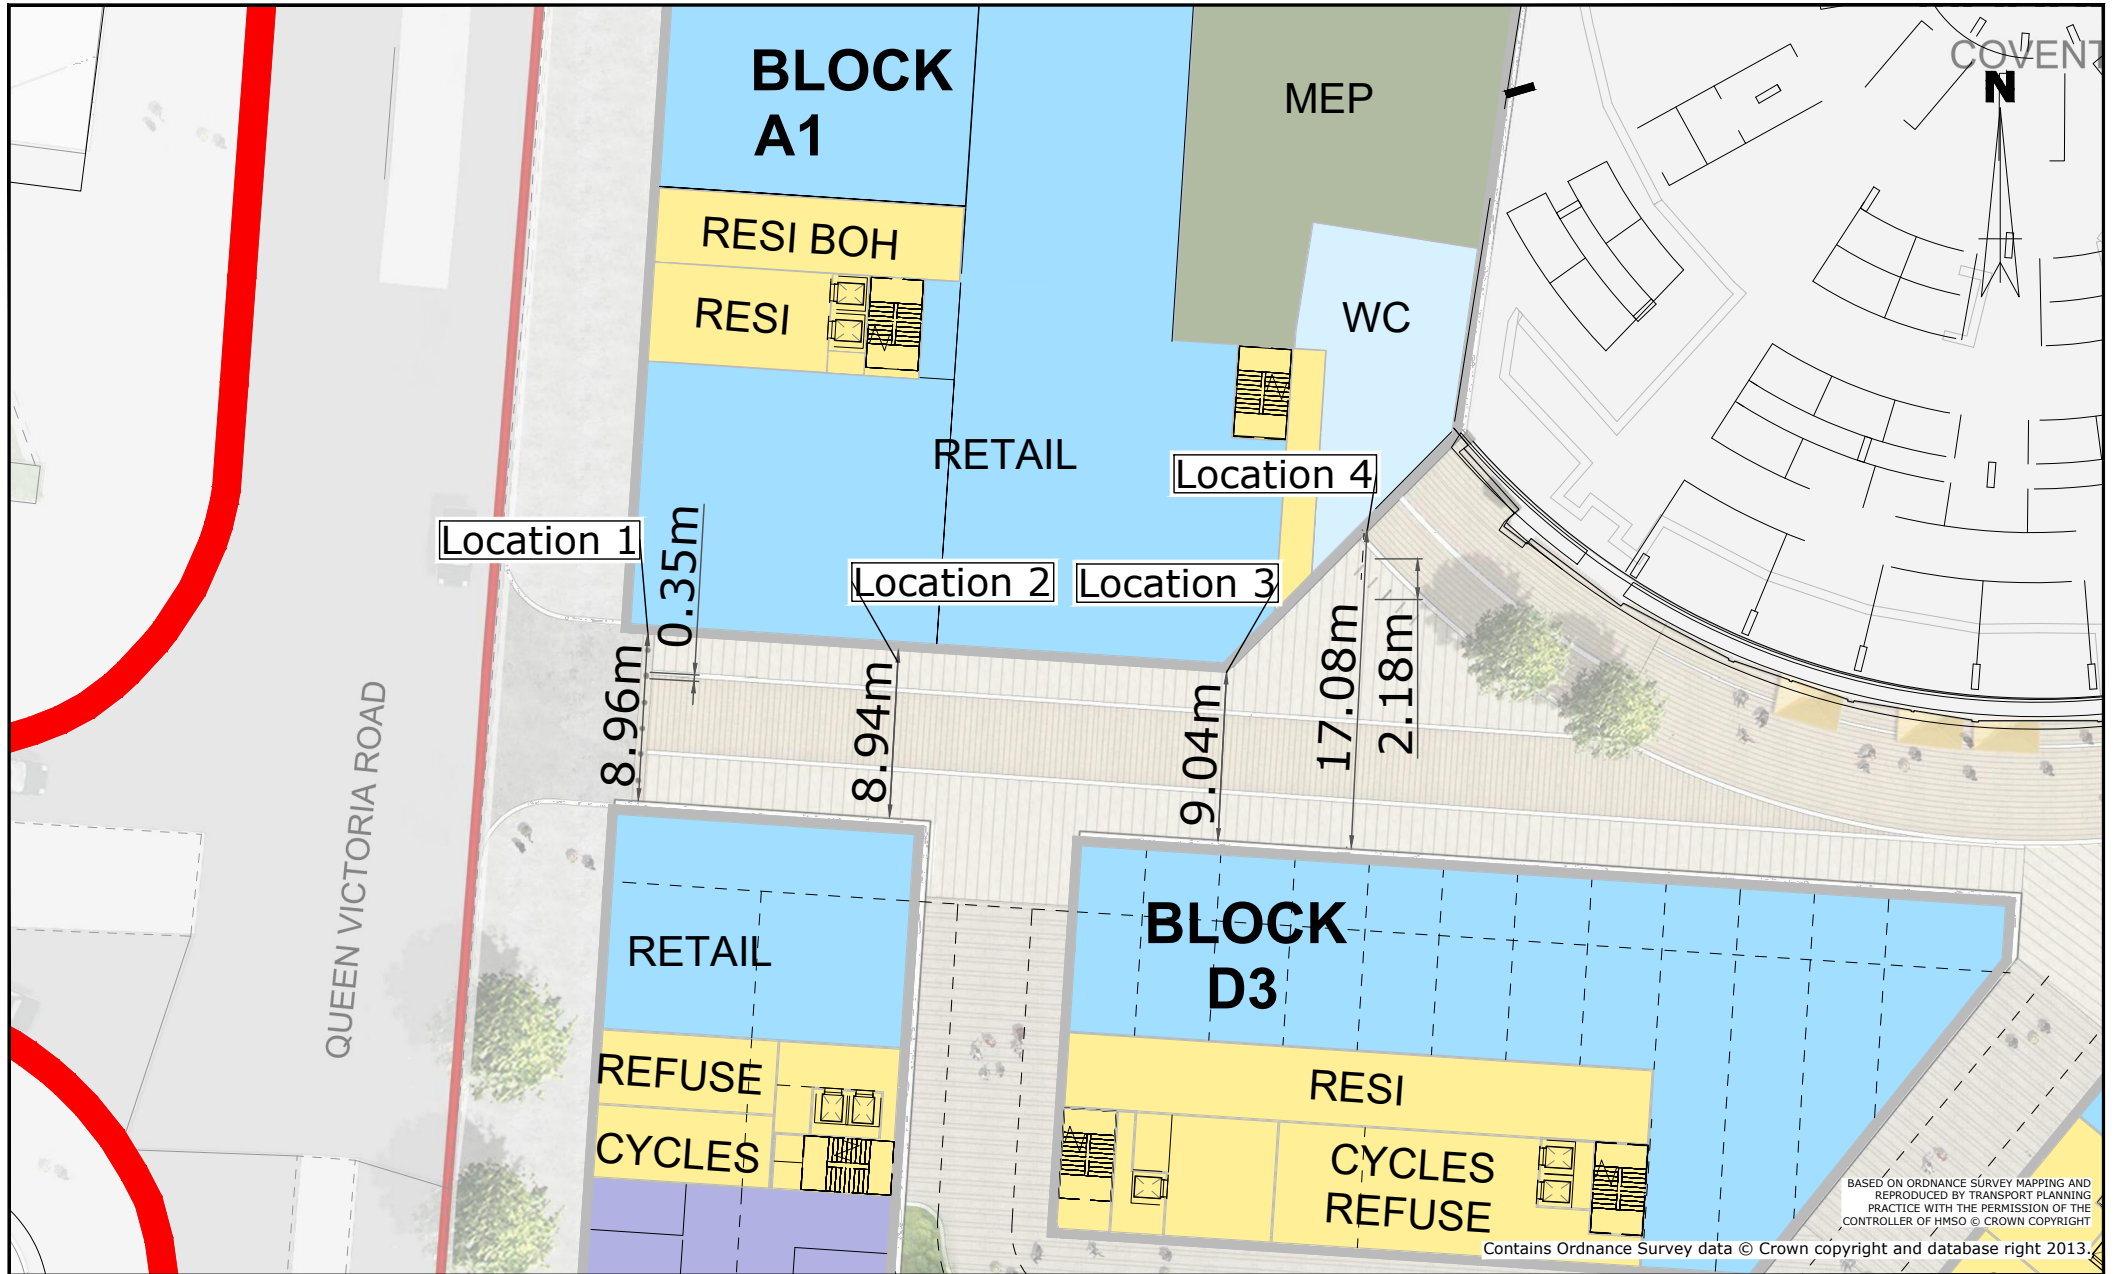 BLOCK
A1
MEP
COVENT
N
RESI BOH
RESI
WC
RETAIL
Location 4
Location 1
0.35m
Location 2
Location 3
8.96m
8.94m
9.04m
17.08m
2.18m
QUEEN VICTORIA ROAD
RETAIL
BLOCK
D3
REFUSE
RESI
CYCLES
CYCLES
REFUSE
BASED ON ORDNANCE SURVEY MAPPING AND
REPRODUCED BY TRANSPORT PLANNING
PRACTICE WITH THE PERMISSION OF THE
CONTROLLER OF HMSO © CROWN COPYRIGHT
Contains Ordnance Survey data © Crown copyright and database right 2013.